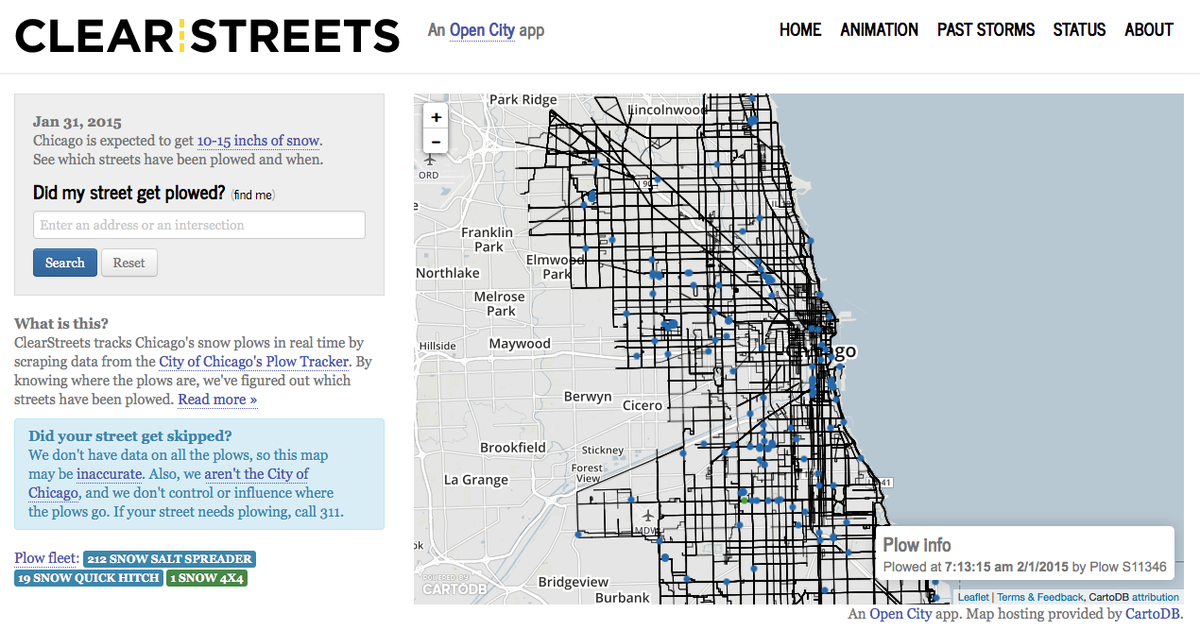 CLEAR STREETS
An Open City app
HOME ANIMATION PAST STORMS STATUS ABOUT
Jan 31, 2015
Chicago is expected to get 10-15 inchs of snow.
See which streets have been plowed and when.
Did my street get plowed? (find me)
Enter an address or an intersection
Search Reset
What is this?
ClearStreets tracks Chicago's snow plows in real time by
scraping data from the City of Chicago's Plow Tracker. By
knowing where the plows are, we've figured out which
streets have been plowed. Read more »
Did your street get skipped?
We don't have data on all the plows, so this map
may be inaccurate. Also, we aren't the City of
Chicago, and we don't control or influence where
the plows go. If your street needs plowing, call 311.
Plow fleet: 212 SNOW SALT SPREADER
19 SNOW QUICK HITCH 1 SNOW 4X4
+
-
Park Ridge
Lincolnwood
ORD
Franklin
Park
Elmwood
Park
Northlake
Melrose
Park
Hillside
Maywood
Chicago
Berwyn
Cicero
Brookfield
Stickney
Forest
View
La Grange
41
MDW
Bridgeview
Burbank
POWERED BY
CARTODB
Plow info
Plowed at 7:13:15 am 2/1/2015 by Plow S11346
Leaflet | Terms & Feedback, CartoDB attribution
An Open City app. Map hosting provided by CartoDB.